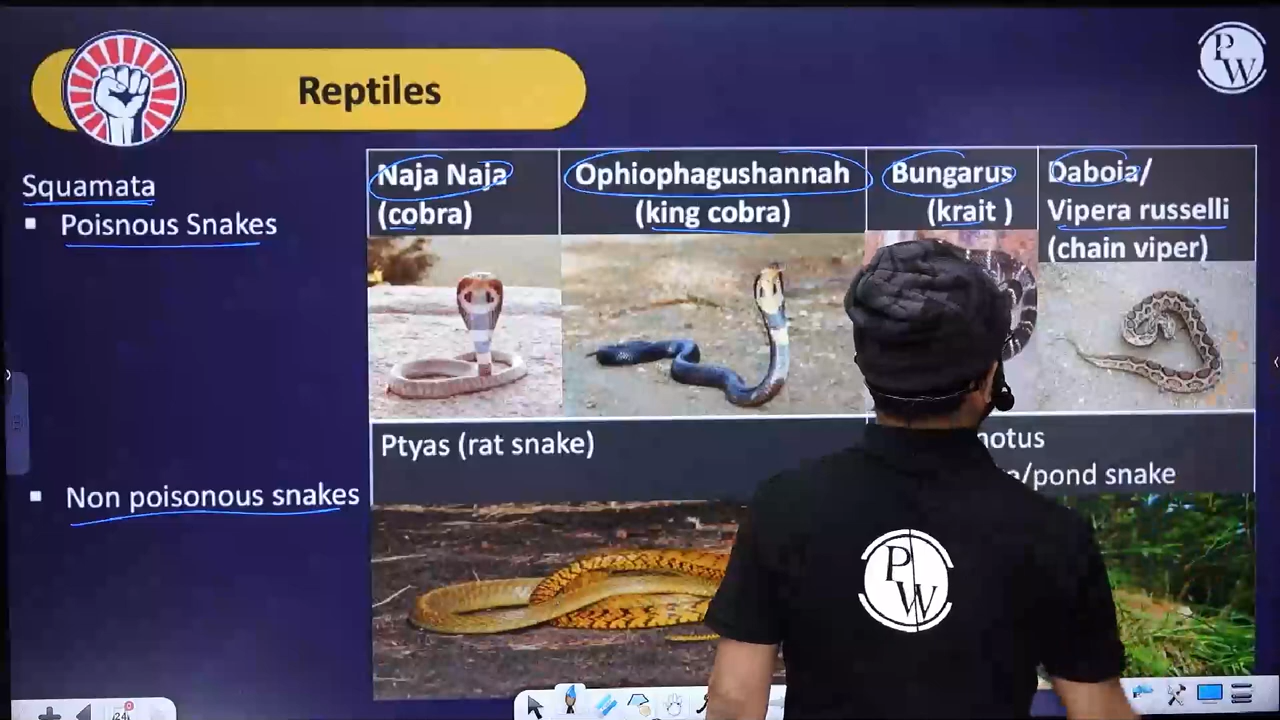 Reptiles
P
W
Squamata
▪ Poisnous Snakes
Naja Naja
(cobra)
Ophiophagushannah
(king cobra)
Bungarus
(krait )
Daboia/
Vipera russelli
(chain viper)
Ptyas (rat snake)
/pond snake
▪ Non poisonous snakes
P
W
24